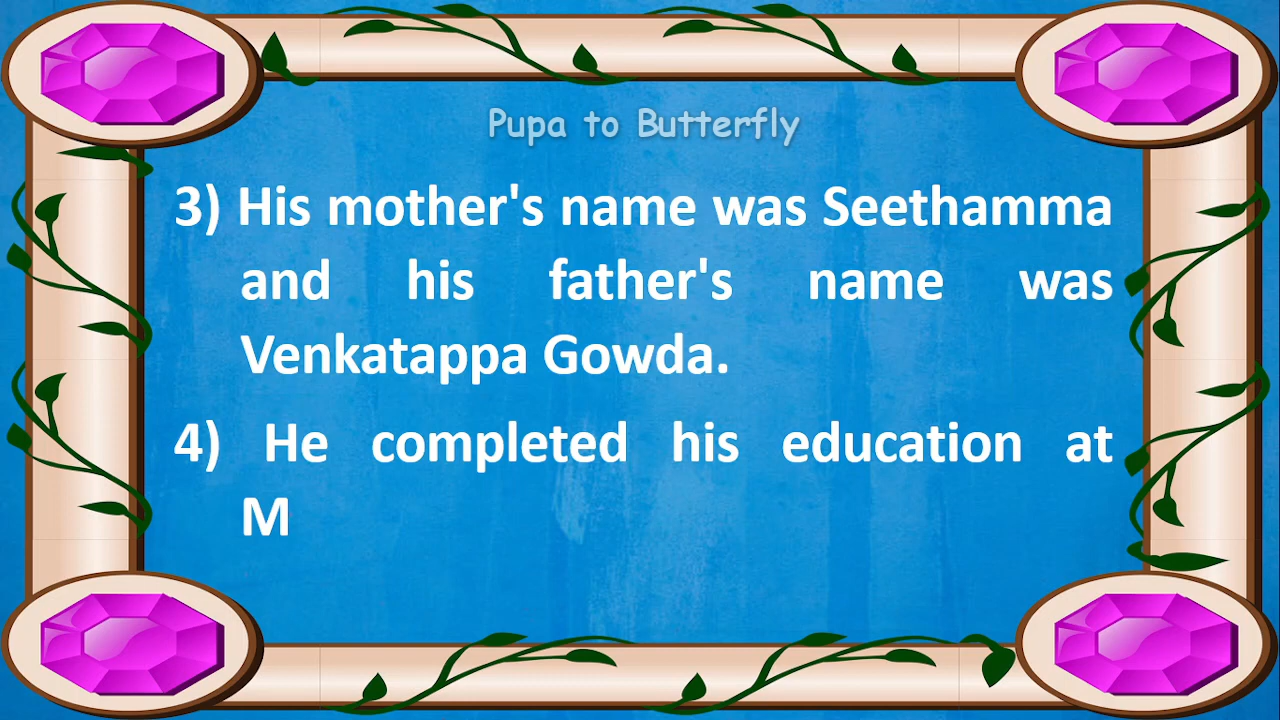 Pupa to Butterfly
3) His mother's name was Seethamma
and his father's name was
Venkatappa Gowda.
4) He completed his education at
M